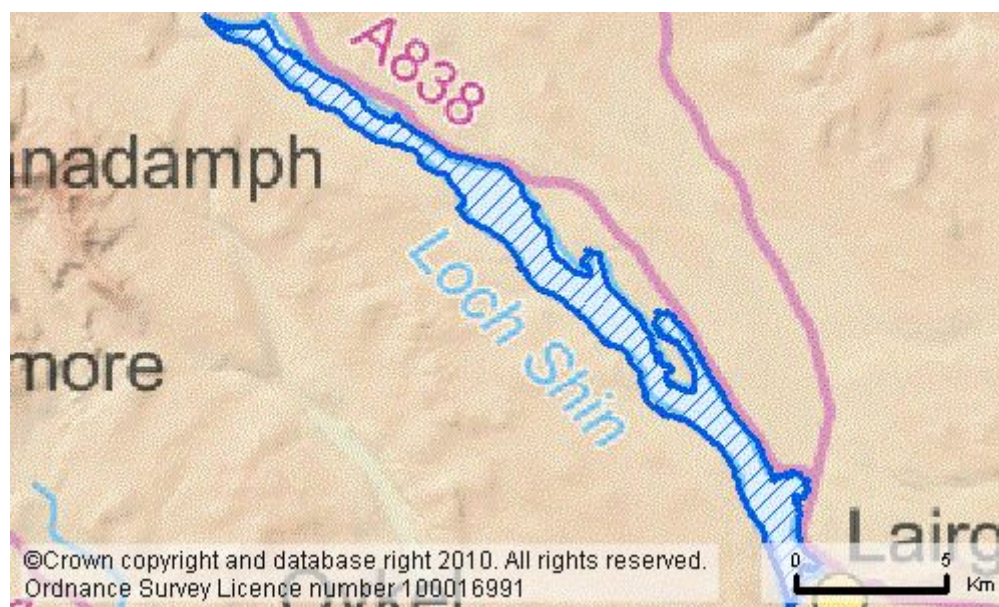 A838
nadamph
Loch Shin
more
Lairg
©Crown copyright and database right 2010. All rights reserved.
Ordnance Survey Licence number 100016991
0 5
Km